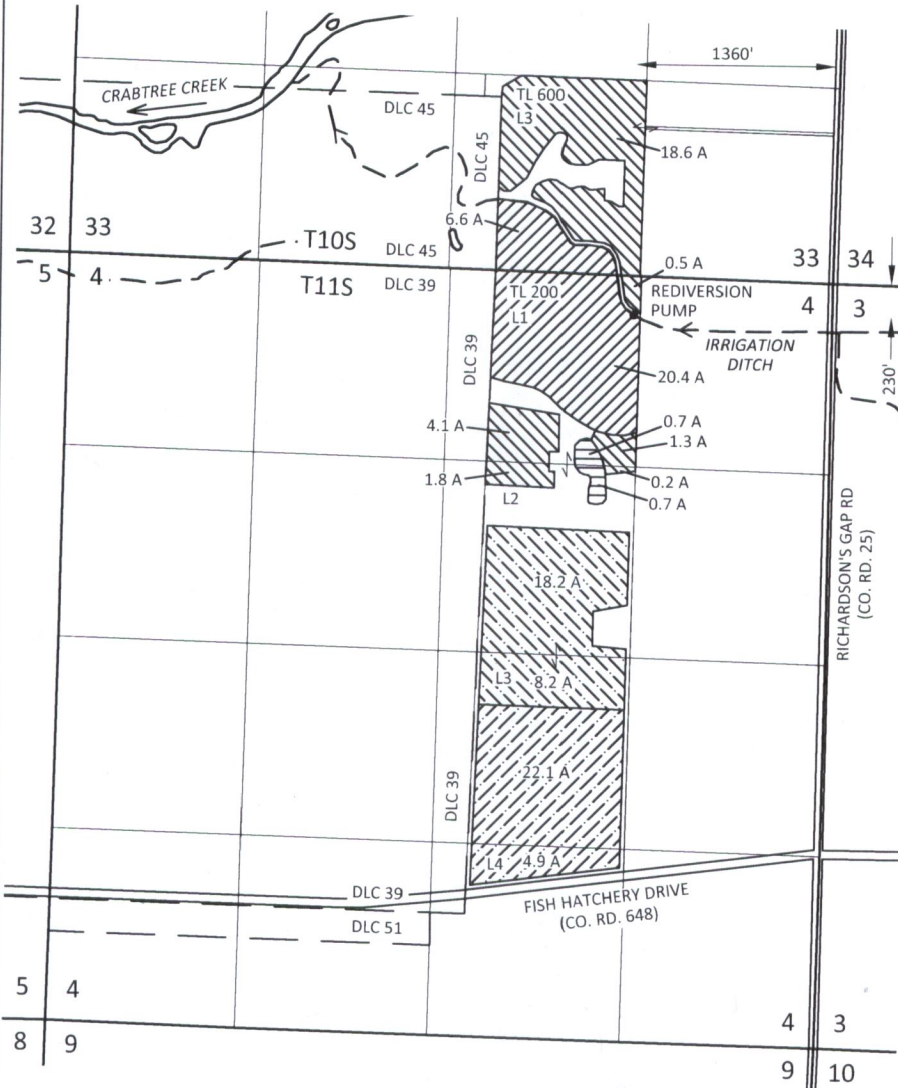 1360'
CRABTREE CREEK
DLC 45
TL 600
L3
DLC 45
18.6 A
6.6 A
32 33
T10S
DLC 45
0.5 A
33 34
5 4
T11S
DLC 39
TL 200
L1
REDIVERSION
PUMP
4 3
IRRIGATION
DITCH
230'
DLC 39
20.4 A
4.1 A
0.7 A
1.3 A
1.8 A
0.2 A
0.7 A
L2
RICHARDSON'S GAP RD
(CO. RD. 25)
18.2 A
L3 8.2 A
22.1 A
DLC 39
L4 4.9 A
DLC 39
FISH HATCHERY DRIVE
(CO. RD. 648)
DLC 51
5 4
4 3
8 9
9 10